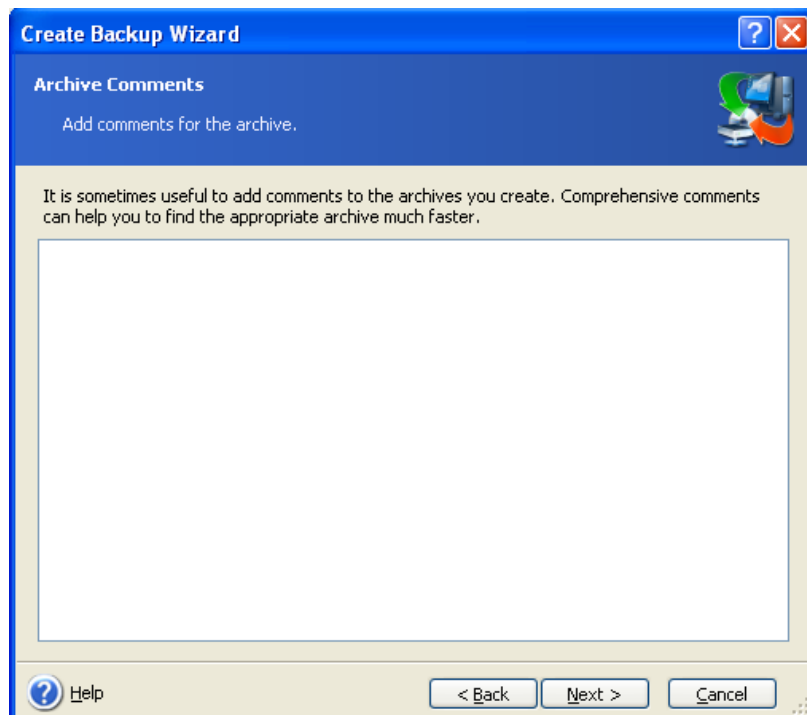 Create Backup Wizard
Archive Comments
Add comments for the archive.
It is sometimes useful to add comments to the archives you create. Comprehensive comments
can help you to find the appropriate archive much faster.
Help
< Back
Next >
Cancel